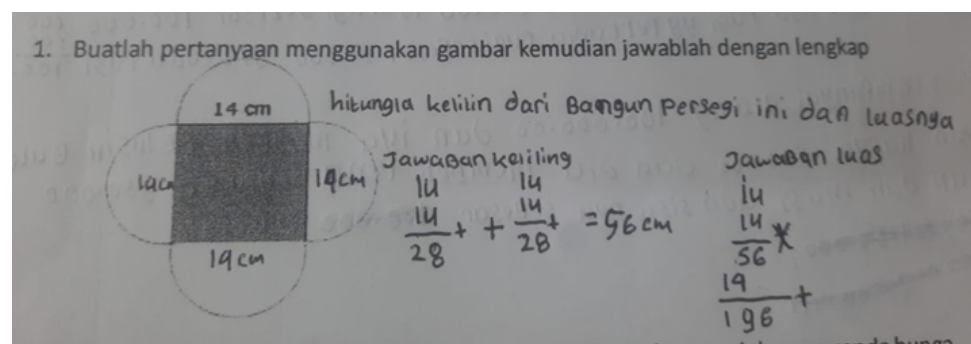 1. Buatlah pertanyaan menggunakan gambar kemudian jawablah dengan lengkap
14 cm
14cm
14cm
14 cm
hitungla kelilin dari Bangun persegi ini dan luasnya
Jawaban keliling
14
14 +
28
+
14
14 +
28
= 56 cm
Jawaban luas
14
14 x
56
14 +
196